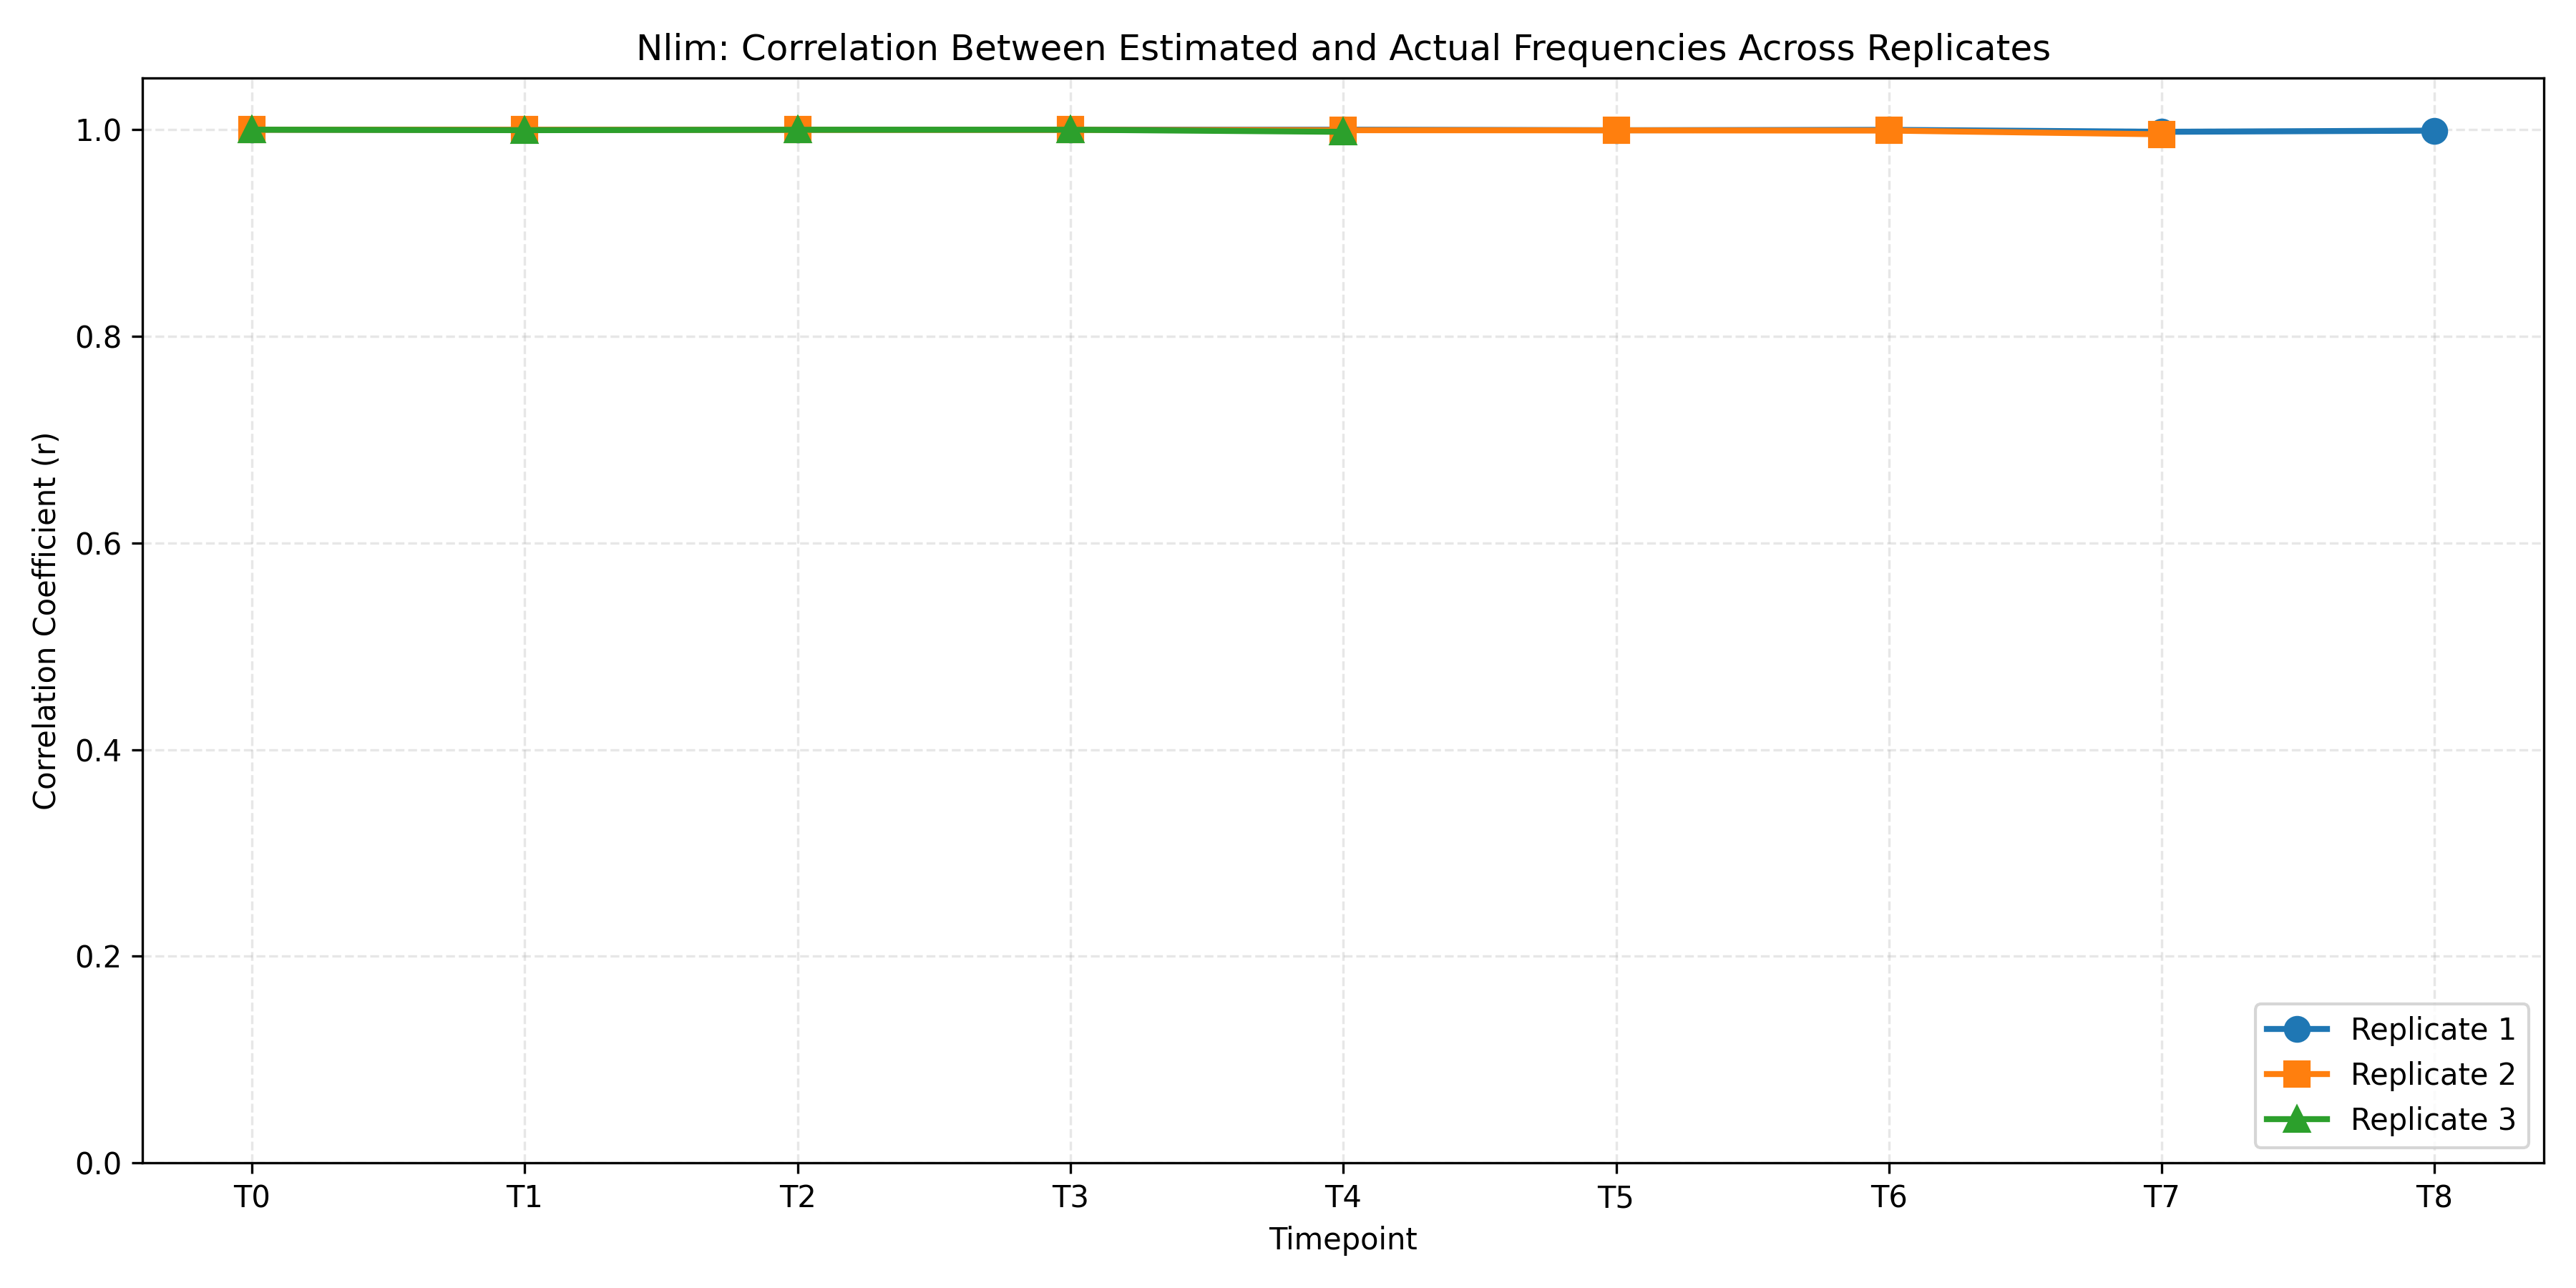 Nlim: Correlation Between Estimated and Actual Frequencies Across Replicates
Correlation Coefficient (r)
1.0
0.8
0.6
0.4
0.2
0.0
T0 T1 T2 T3 T4 T5 T6 T7 T8
Timepoint
Replicate 1
Replicate 2
Replicate 3